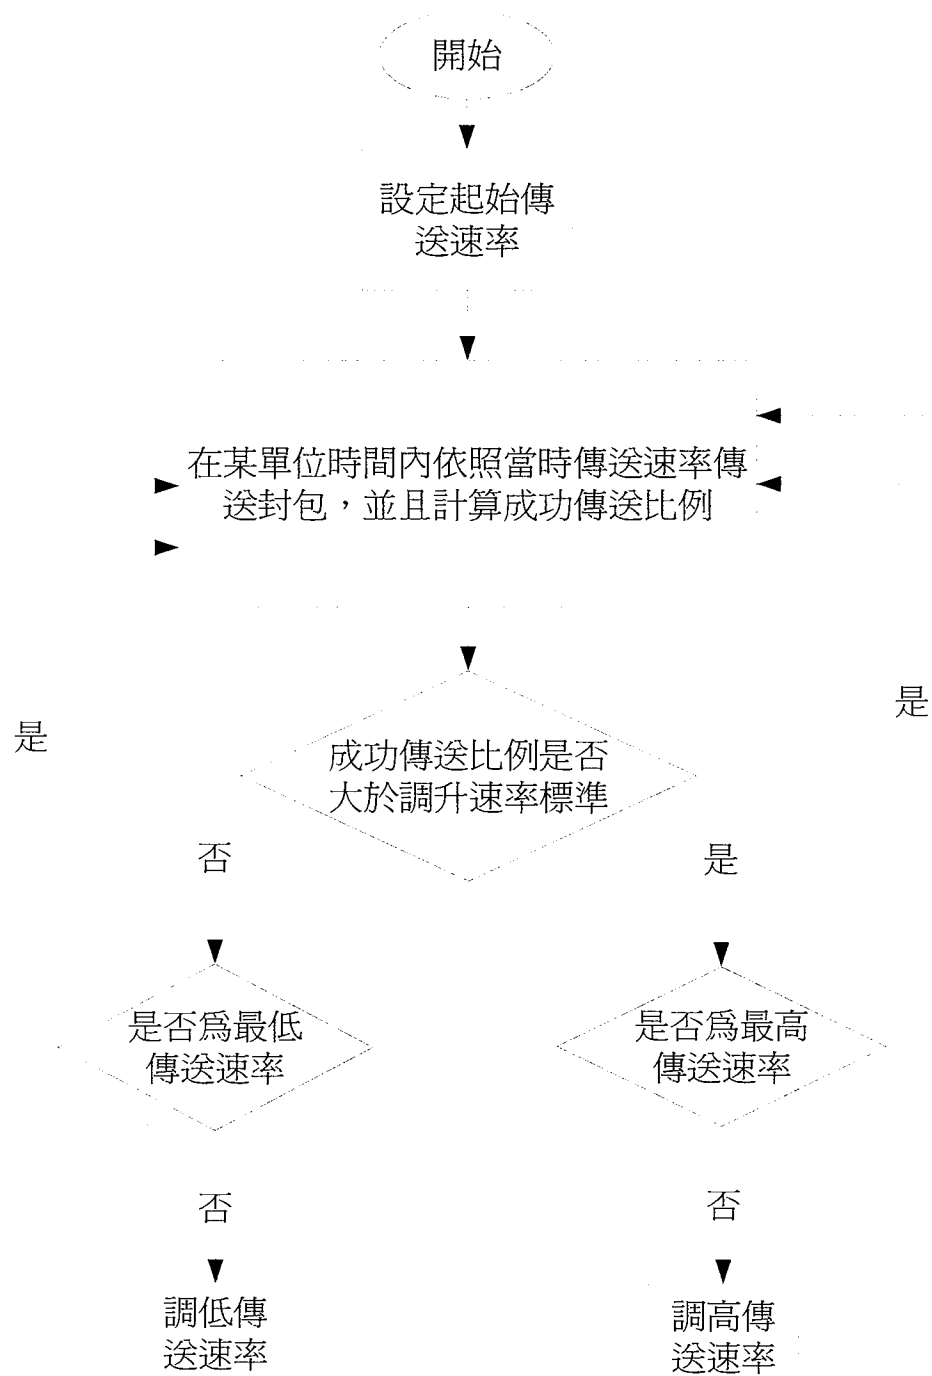 開始
設定起始傳
送速率
在某單位時間內依照當時傳送速率傳
送封包，並且計算成功傳送比例
是
是
成功傳送比例是否
大於調升速率標準
否
是
是否為最低
傳送速率
是否為最高
傳送速率
否
否
調低傳
送速率
調高傳
送速率